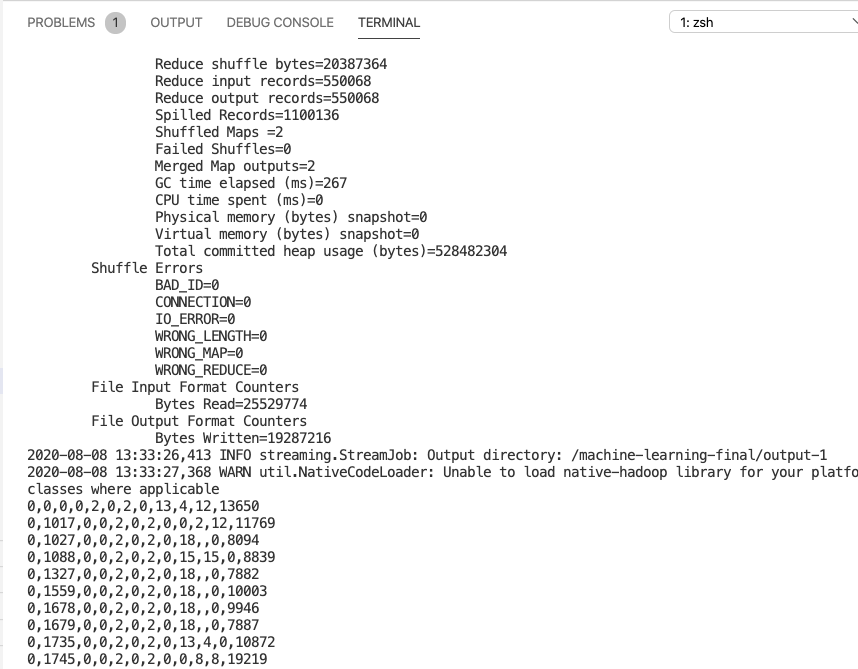 PROBLEMS 1 OUTPUT DEBUG CONSOLE TERMINAL 1: zsh
Reduce shuffle bytes=20387364
Reduce input records=550068
Reduce output records=550068
Spilled Records=1100136
Shuffled Maps =2
Failed Shuffles=0
Merged Map outputs=2
GC time elapsed (ms)=267
CPU time spent (ms)=0
Physical memory (bytes) snapshot=0
Virtual memory (bytes) snapshot=0
Total committed heap usage (bytes)=528482304
Shuffle Errors
BAD_ID=0
CONNECTION=0
IO_ERROR=0
WRONG_LENGTH=0
WRONG_MAP=0
WRONG_REDUCE=0
File Input Format Counters
Bytes Read=25529774
File Output Format Counters
Bytes Written=19287216
2020-08-08 13:33:26,413 INFO streaming.StreamJob: Output directory: /machine-learning-final/output-1
2020-08-08 13:33:27,368 WARN util.NativeCodeLoader: Unable to load native-hadoop library for your platfo
classes where applicable
0,0,0,0,2,0,2,0,13,4,12,13650
0,1017,0,0,2,0,2,0,0,2,12,11769
0,1027,0,0,2,0,2,0,18,,0,8094
0,1088,0,0,2,0,2,0,15,15,0,8839
0,1327,0,0,2,0,2,0,18,,0,7882
0,1559,0,0,2,0,2,0,18,,0,10003
0,1678,0,0,2,0,2,0,18,,0,9946
0,1679,0,0,2,0,2,0,18,,0,7887
0,1735,0,0,2,0,2,0,13,4,0,10872
0,1745,0,0,2,0,2,0,0,8,8,19219